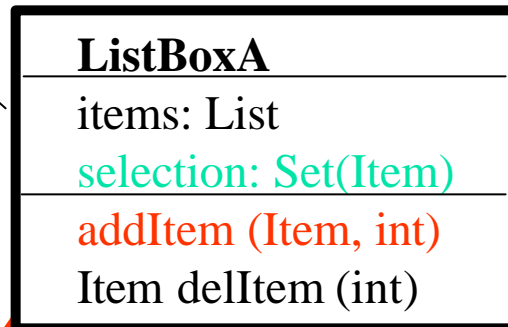 ListBoxA
items: List
selection: Set(Item)
addItem (Item, int)
Item delItem (int)